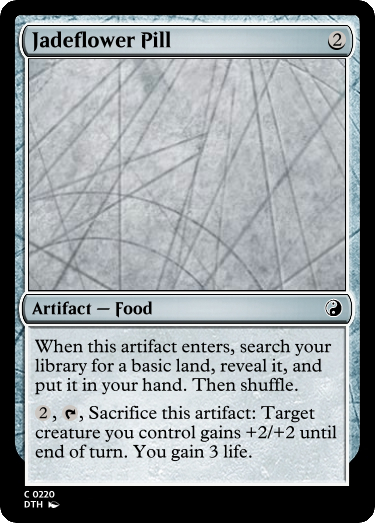 Jadeflower Pill 2
Artifact — Food
When this artifact enters, search your
library for a basic land, reveal it, and
put it in your hand. Then shuffle.
2, , Sacrifice this artifact: Target
creature you control gains +2/+2 until
end of turn. You gain 3 life.
C 0220
DTH